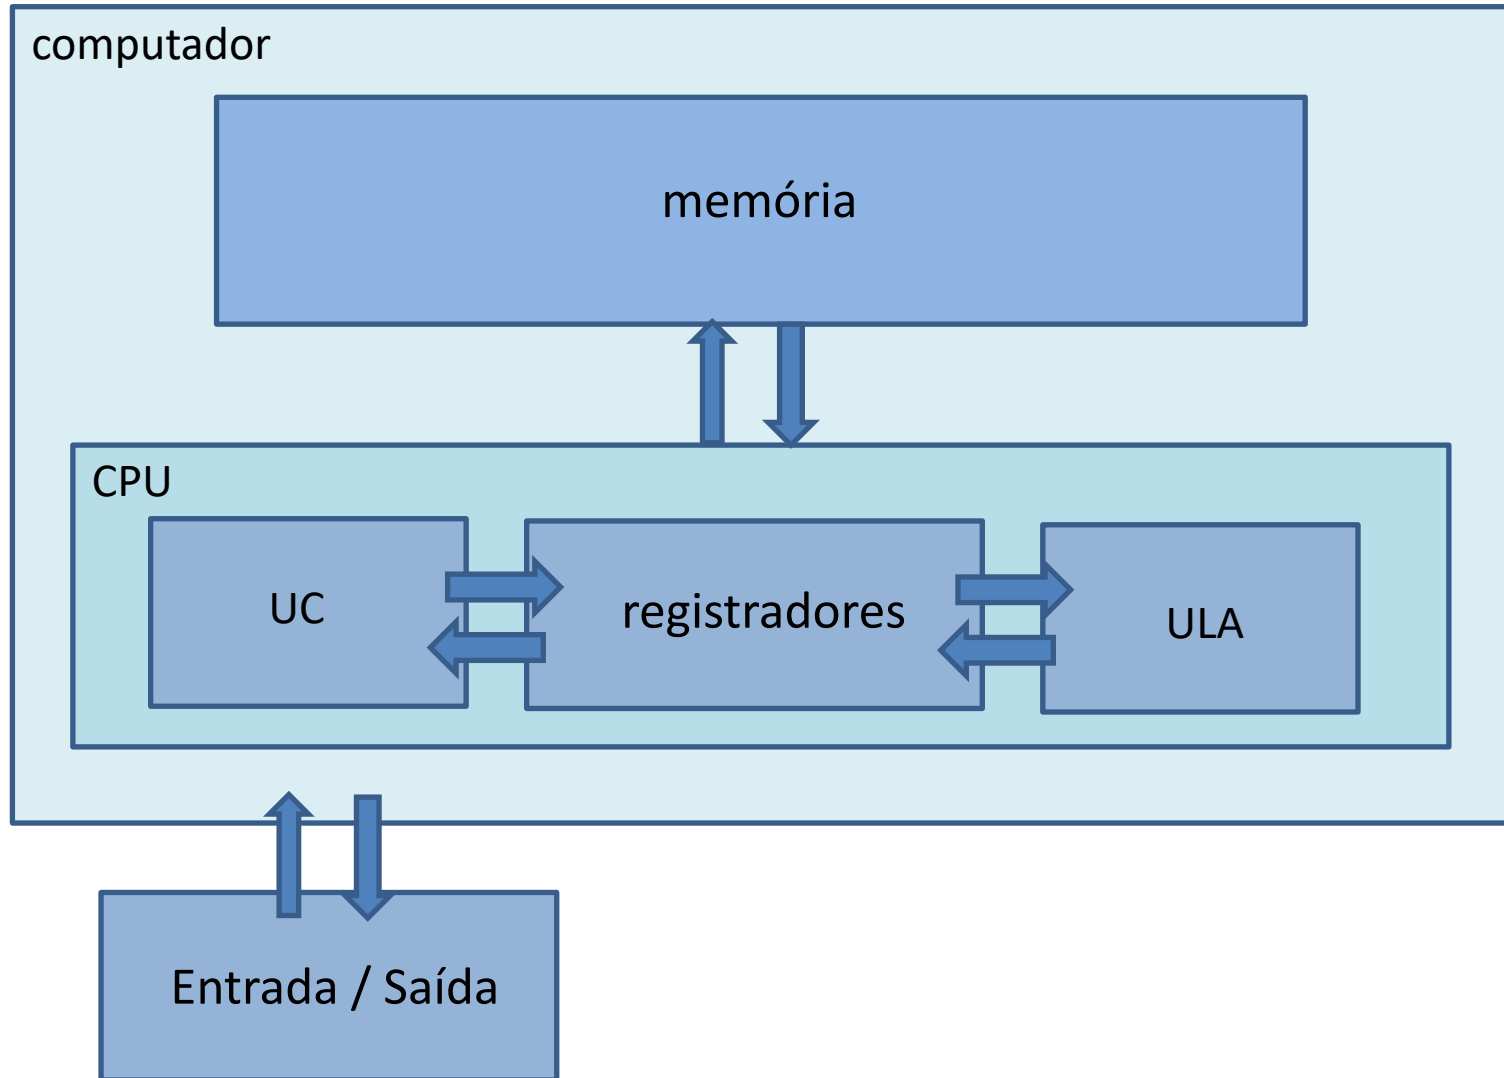 computador
memória
CPU
UC
registradores
ULA
Entrada / Saída